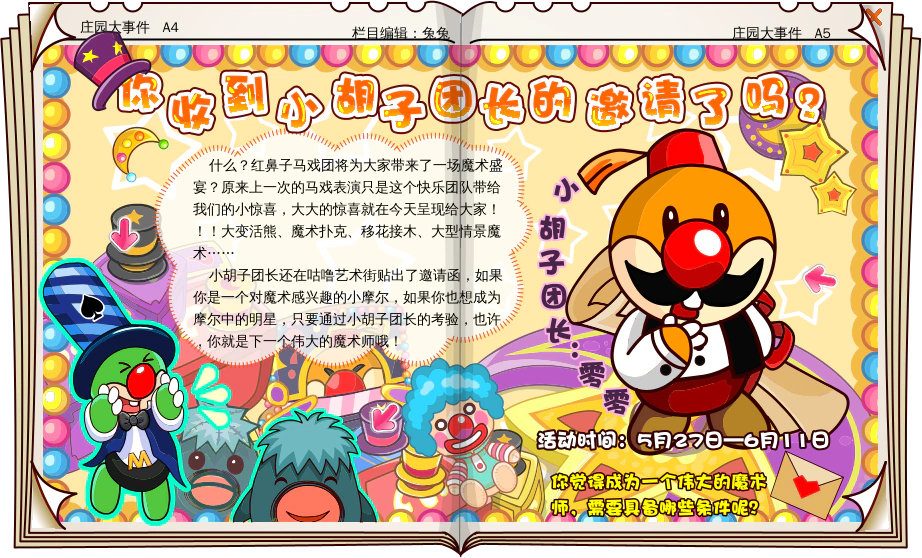 庄园大事件 A4
栏目编辑：兔兔
庄园大事件 A5
你收到小胡子团长的邀请了吗？
什么？红鼻子马戏团将为大家带来了一场魔术盛
宴？原来上一次的马戏表演只是这个快乐团队带给
我们的小惊喜，大大的惊喜就在今天呈现给大家！
！！大变活熊、魔术扑克、移花接木、大型情景魔
术……
小胡子团长还在咕噜艺术街贴出了邀请函，如果
你是一个对魔术感兴趣的小摩尔，如果你也想成为
摩尔中的明星，只要通过小胡子团长的考验，也许
，你就是下一个伟大的魔术师哦！
小胡子团长：零零
M
活动时间：5月27日—6月11日
你觉得成为一个伟大的魔术
师，需要具备哪些条件呢？